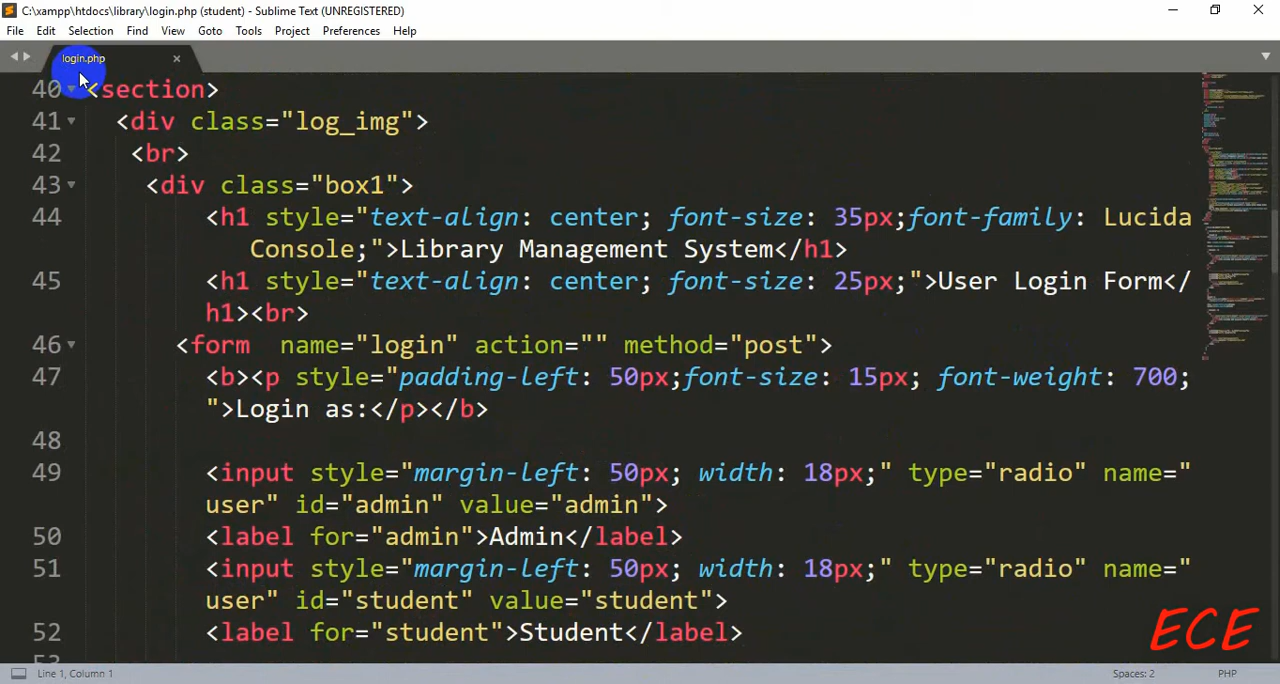 C:\xampp\htdocs\library\login.php (student) - Sublime Text (UNREGISTERED)
File Edit Selection Find View Goto Tools Project Preferences Help
login.php
40 <section>
41 <div class="log_img">
42 <br>
43 <div class="box1">
44 <h1 style="text-align: center; font-size: 35px;font-family: Lucida
Console;">Library Management System</h1>
45 <h1 style="text-align: center; font-size: 25px;">User Login Form</
h1><br>
46 <form  name="login" action="" method="post">
47 <b><p style="padding-left: 50px;font-size: 15px; font-weight: 700;
">Login as:</p></b>
48
49 <input style="margin-left: 50px; width: 18px;" type="radio" name="
user" id="admin" value="admin">
50 <label for="admin">Admin</label>
51 <input style="margin-left: 50px; width: 18px;" type="radio" name="
user" id="student" value="student">
52 <label for="student">Student</label>
ECE
Line 1, Column 1
Spaces: 2
PHP